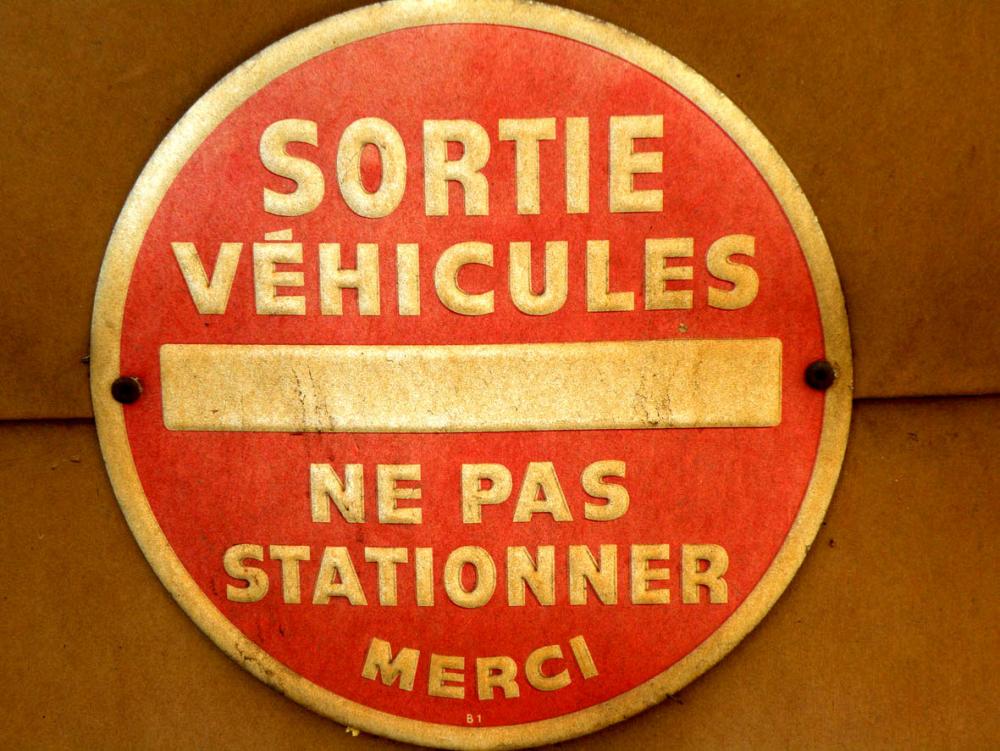 SORTIE
VÉHICULES
NE PAS
STATIONNER
MERCI
B1